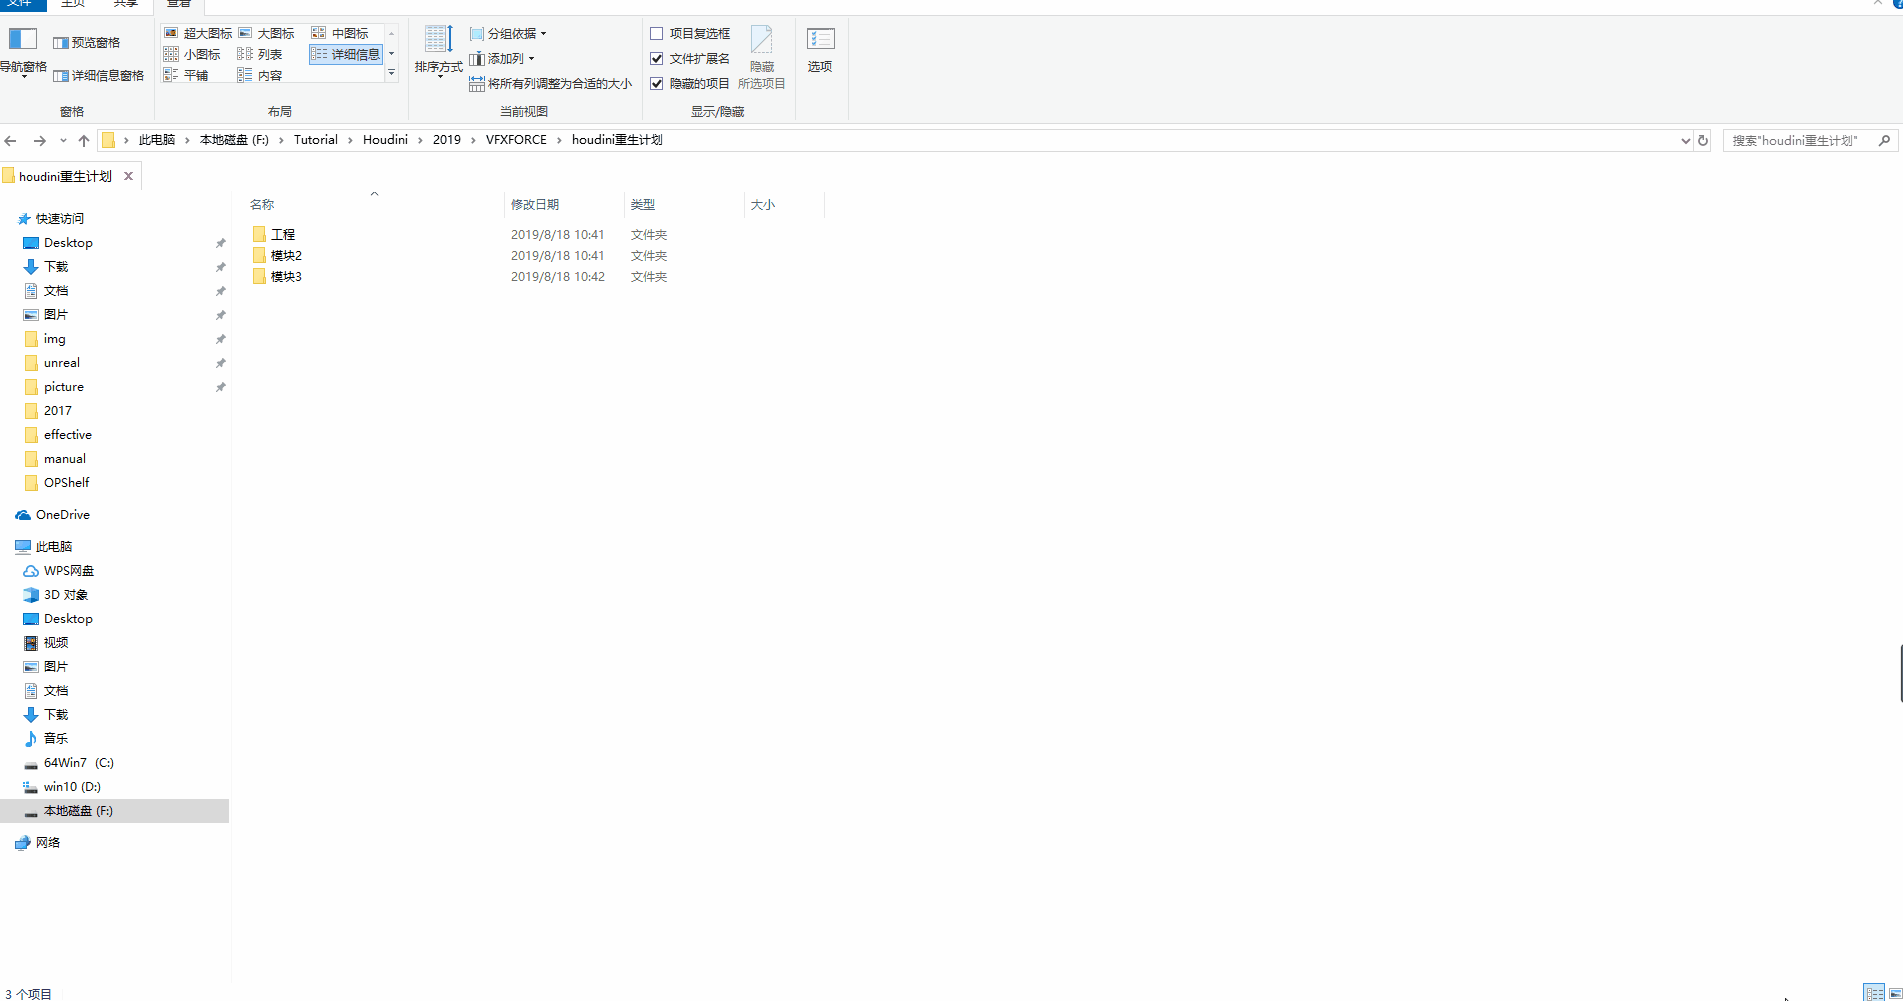 文件 主页 共享 查看
导航窗格 预览窗格 详细信息窗格
窗格
超大图标 大图标 中图标
小图标 列表 详细信息
平铺 内容
布局
排序方式 分组依据
添加列
将所有列调整为合适的大小
当前视图
项目复选框
文件扩展名
隐藏的项目
隐藏
所选项目
显示/隐藏
选项
此电脑 › 本地磁盘 (F:) › Tutorial › Houdini › 2019 › VFXFORCE › houdini重生计划
搜索"houdini重生计划"
houdini重生计划
快速访问
Desktop
下载
文档
图片
img
unreal
picture
2017
effective
manual
OPShelf
OneDrive
此电脑
WPS网盘
3D 对象
Desktop
视频
图片
文档
下载
音乐
64Win7 (C:)
win10 (D:)
本地磁盘 (F:)
网络
名称 修改日期 类型 大小
工程 2019/8/18 10:41 文件夹
模块2 2019/8/18 10:41 文件夹
模块3 2019/8/18 10:42 文件夹
3 个项目